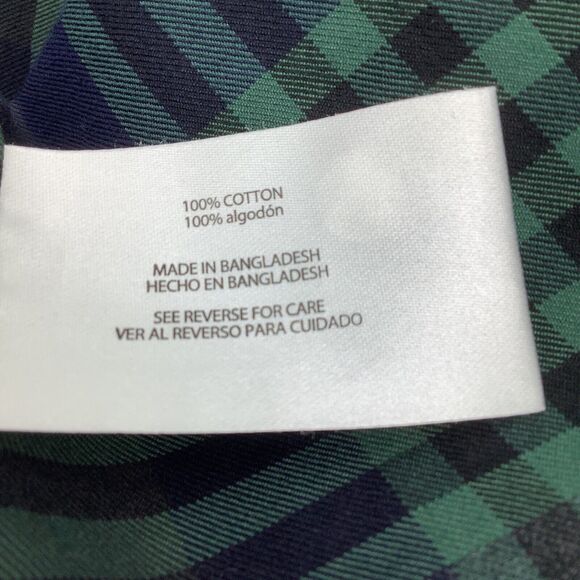 100% COTTON
100% algodón
MADE IN BANGLADESH
HECHO EN BANGLADESH
SEE REVERSE FOR CARE
VER AL REVERSO PARA CUIDADO